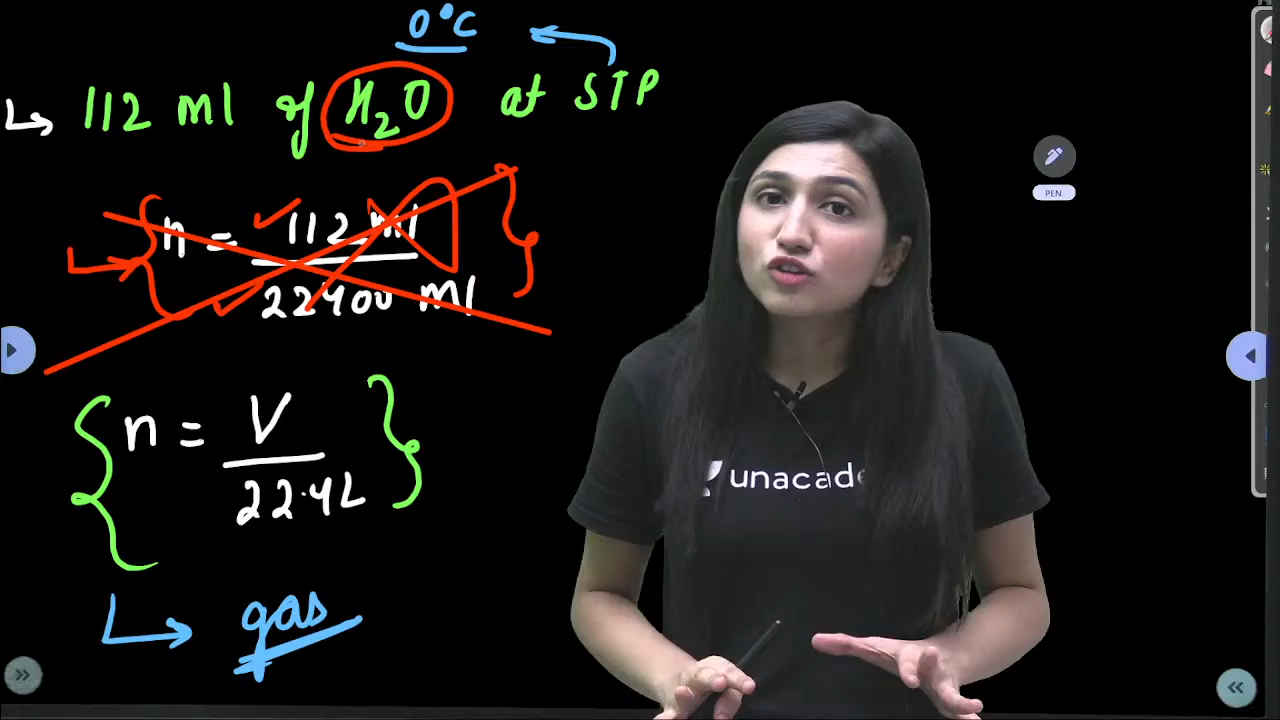 0°C
112 ml of H₂O at STP
n = 112 ml
22400 ml
PEN
n = V
22.4L
unacade
gas